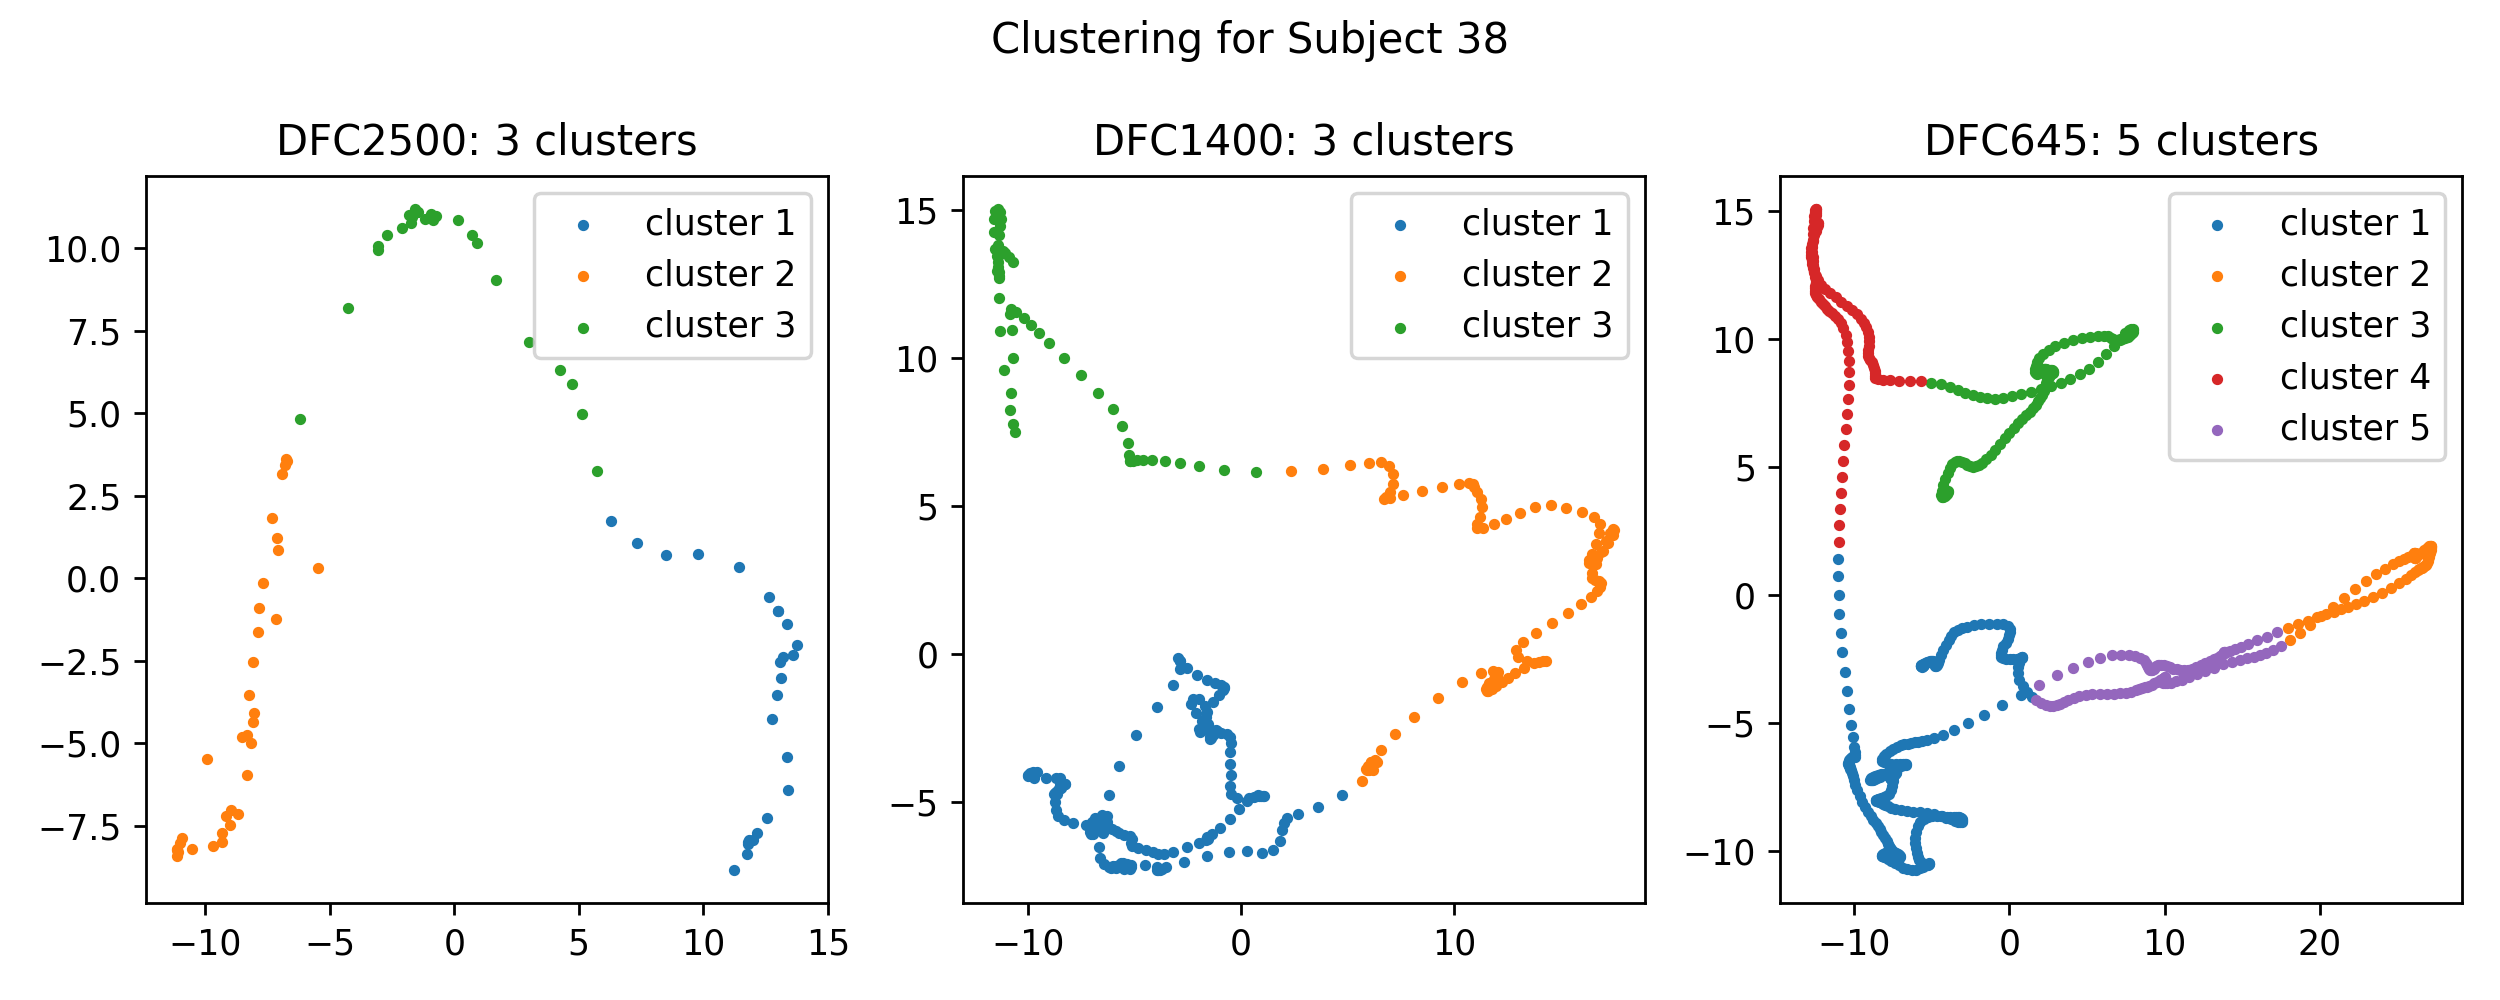 Clustering for Subject 38
DFC2500: 3 clusters
cluster 1
cluster 2
cluster 3
10.0
7.5
5.0
2.5
0.0
−2.5
−5.0
−7.5
−10
−5
0
5
10
15
DFC1400: 3 clusters
cluster 1
cluster 2
cluster 3
15
10
5
0
−5
−10
0
10
DFC645: 5 clusters
cluster 1
cluster 2
cluster 3
cluster 4
cluster 5
15
10
5
0
−5
−10
−10
0
10
20